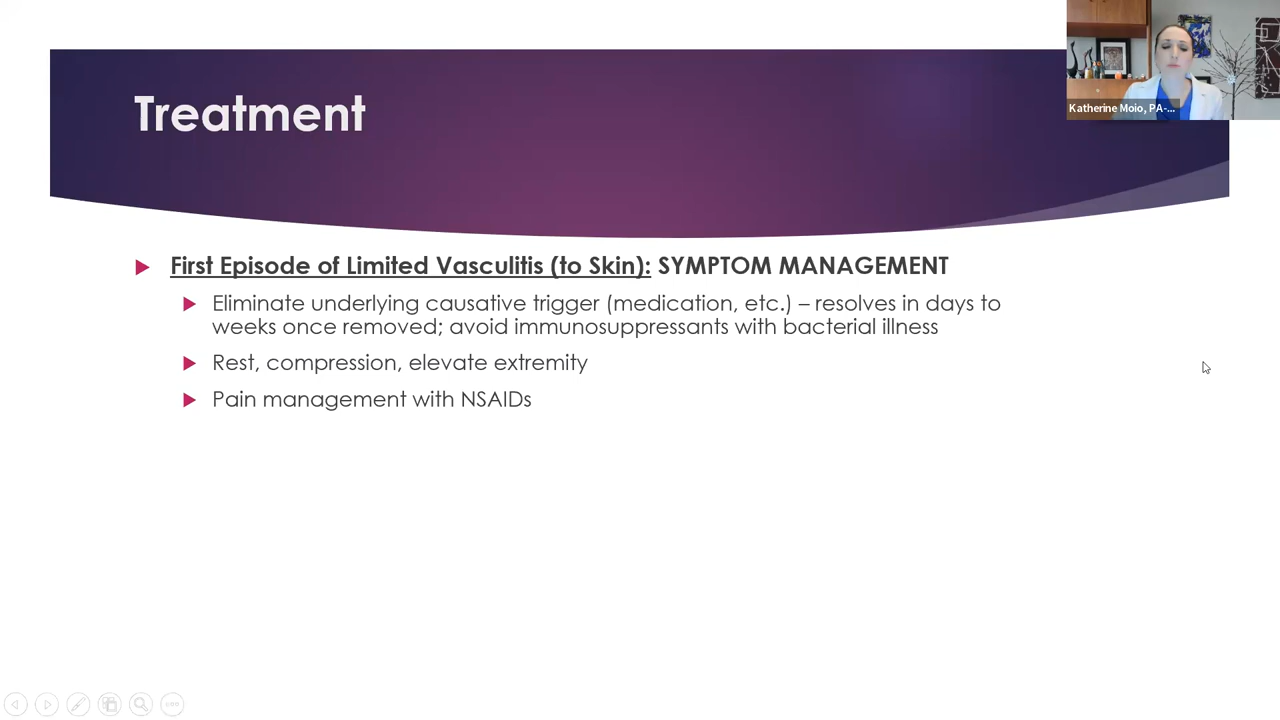 Treatment
Katherine Moio, PA-...
First Episode of Limited Vasculitis (to Skin): SYMPTOM MANAGEMENT
Eliminate underlying causative trigger (medication, etc.) – resolves in days to
weeks once removed; avoid immunosuppressants with bacterial illness
Rest, compression, elevate extremity
Pain management with NSAIDs